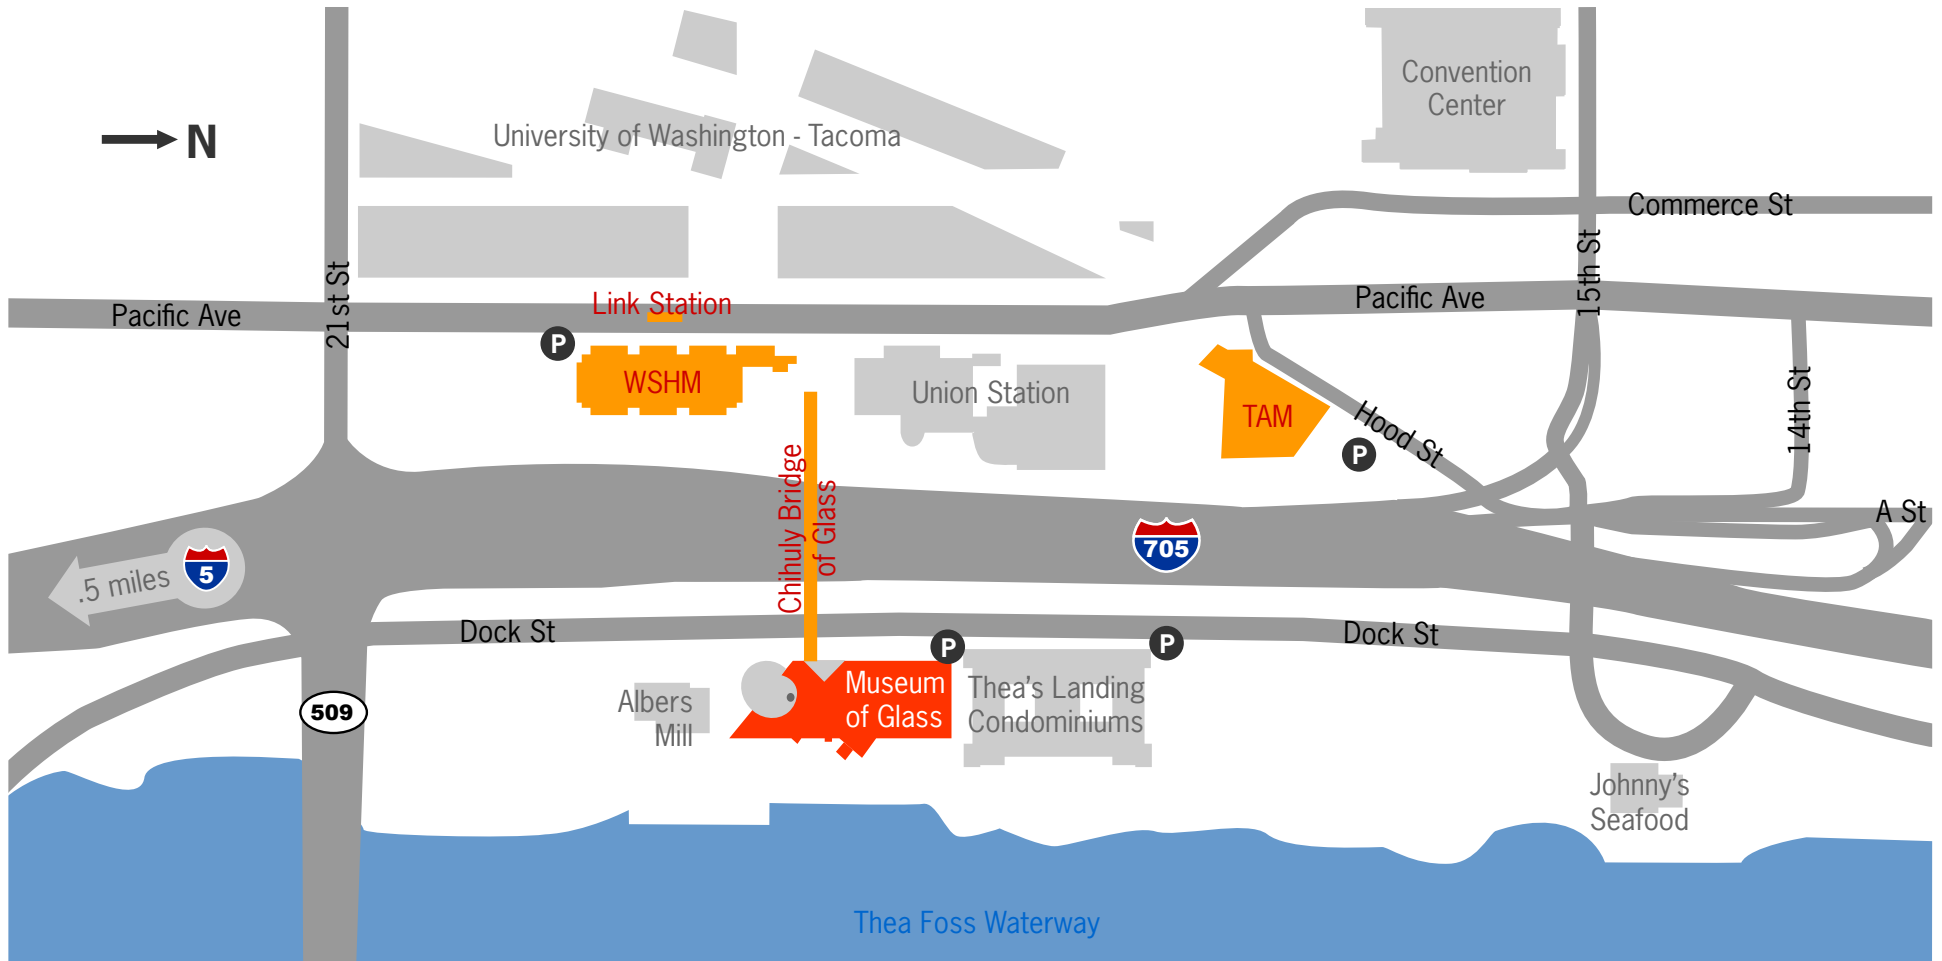 Convention
Center
University of Washington - Tacoma
N
Commerce St
15th St
21st St
Pacific Ave
Link Station
Pacific Ave
P
WSHM
Union Station
TAM
Hood St
P
14th St
Chihuly Bridge
of Glass
A St
705
5
.5 miles
Dock St
Dock St
P
P
509
Albers
Mill
Museum
of Glass
Thea's Landing
Condominiums
Johnny's
Seafood
Thea Foss Waterway